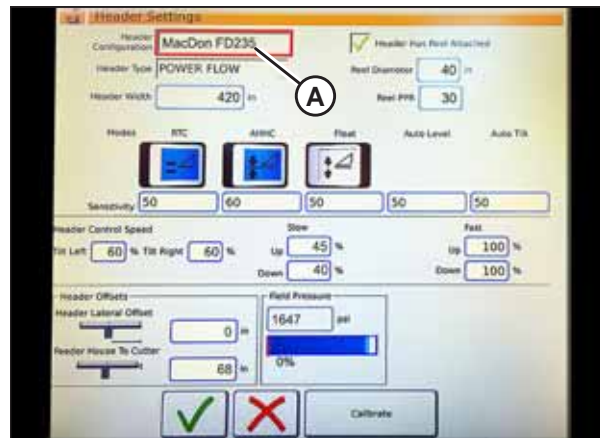 Header Settings
Header Configuration MacDon FD235
Header Has Reel Attached
Header Type POWER FLOW
Reel Diameter 40 in
Header Width 420 in
Reel PPR 30
A
Modes RTC AHHC Float Auto Level Auto Tilt
Sensitivity 50 60 50 50 50
Header Control Speed
Slow
Fast
Tilt Left 60 % Tilt Right 60 % Up 45 % Up 100 %
Down 40 % Down 100 %
Header Offsets
Field Pressure
Header Lateral Offset
0 in
1647 psi
Feeder House To Cutter
68 in
0%
Calibrate